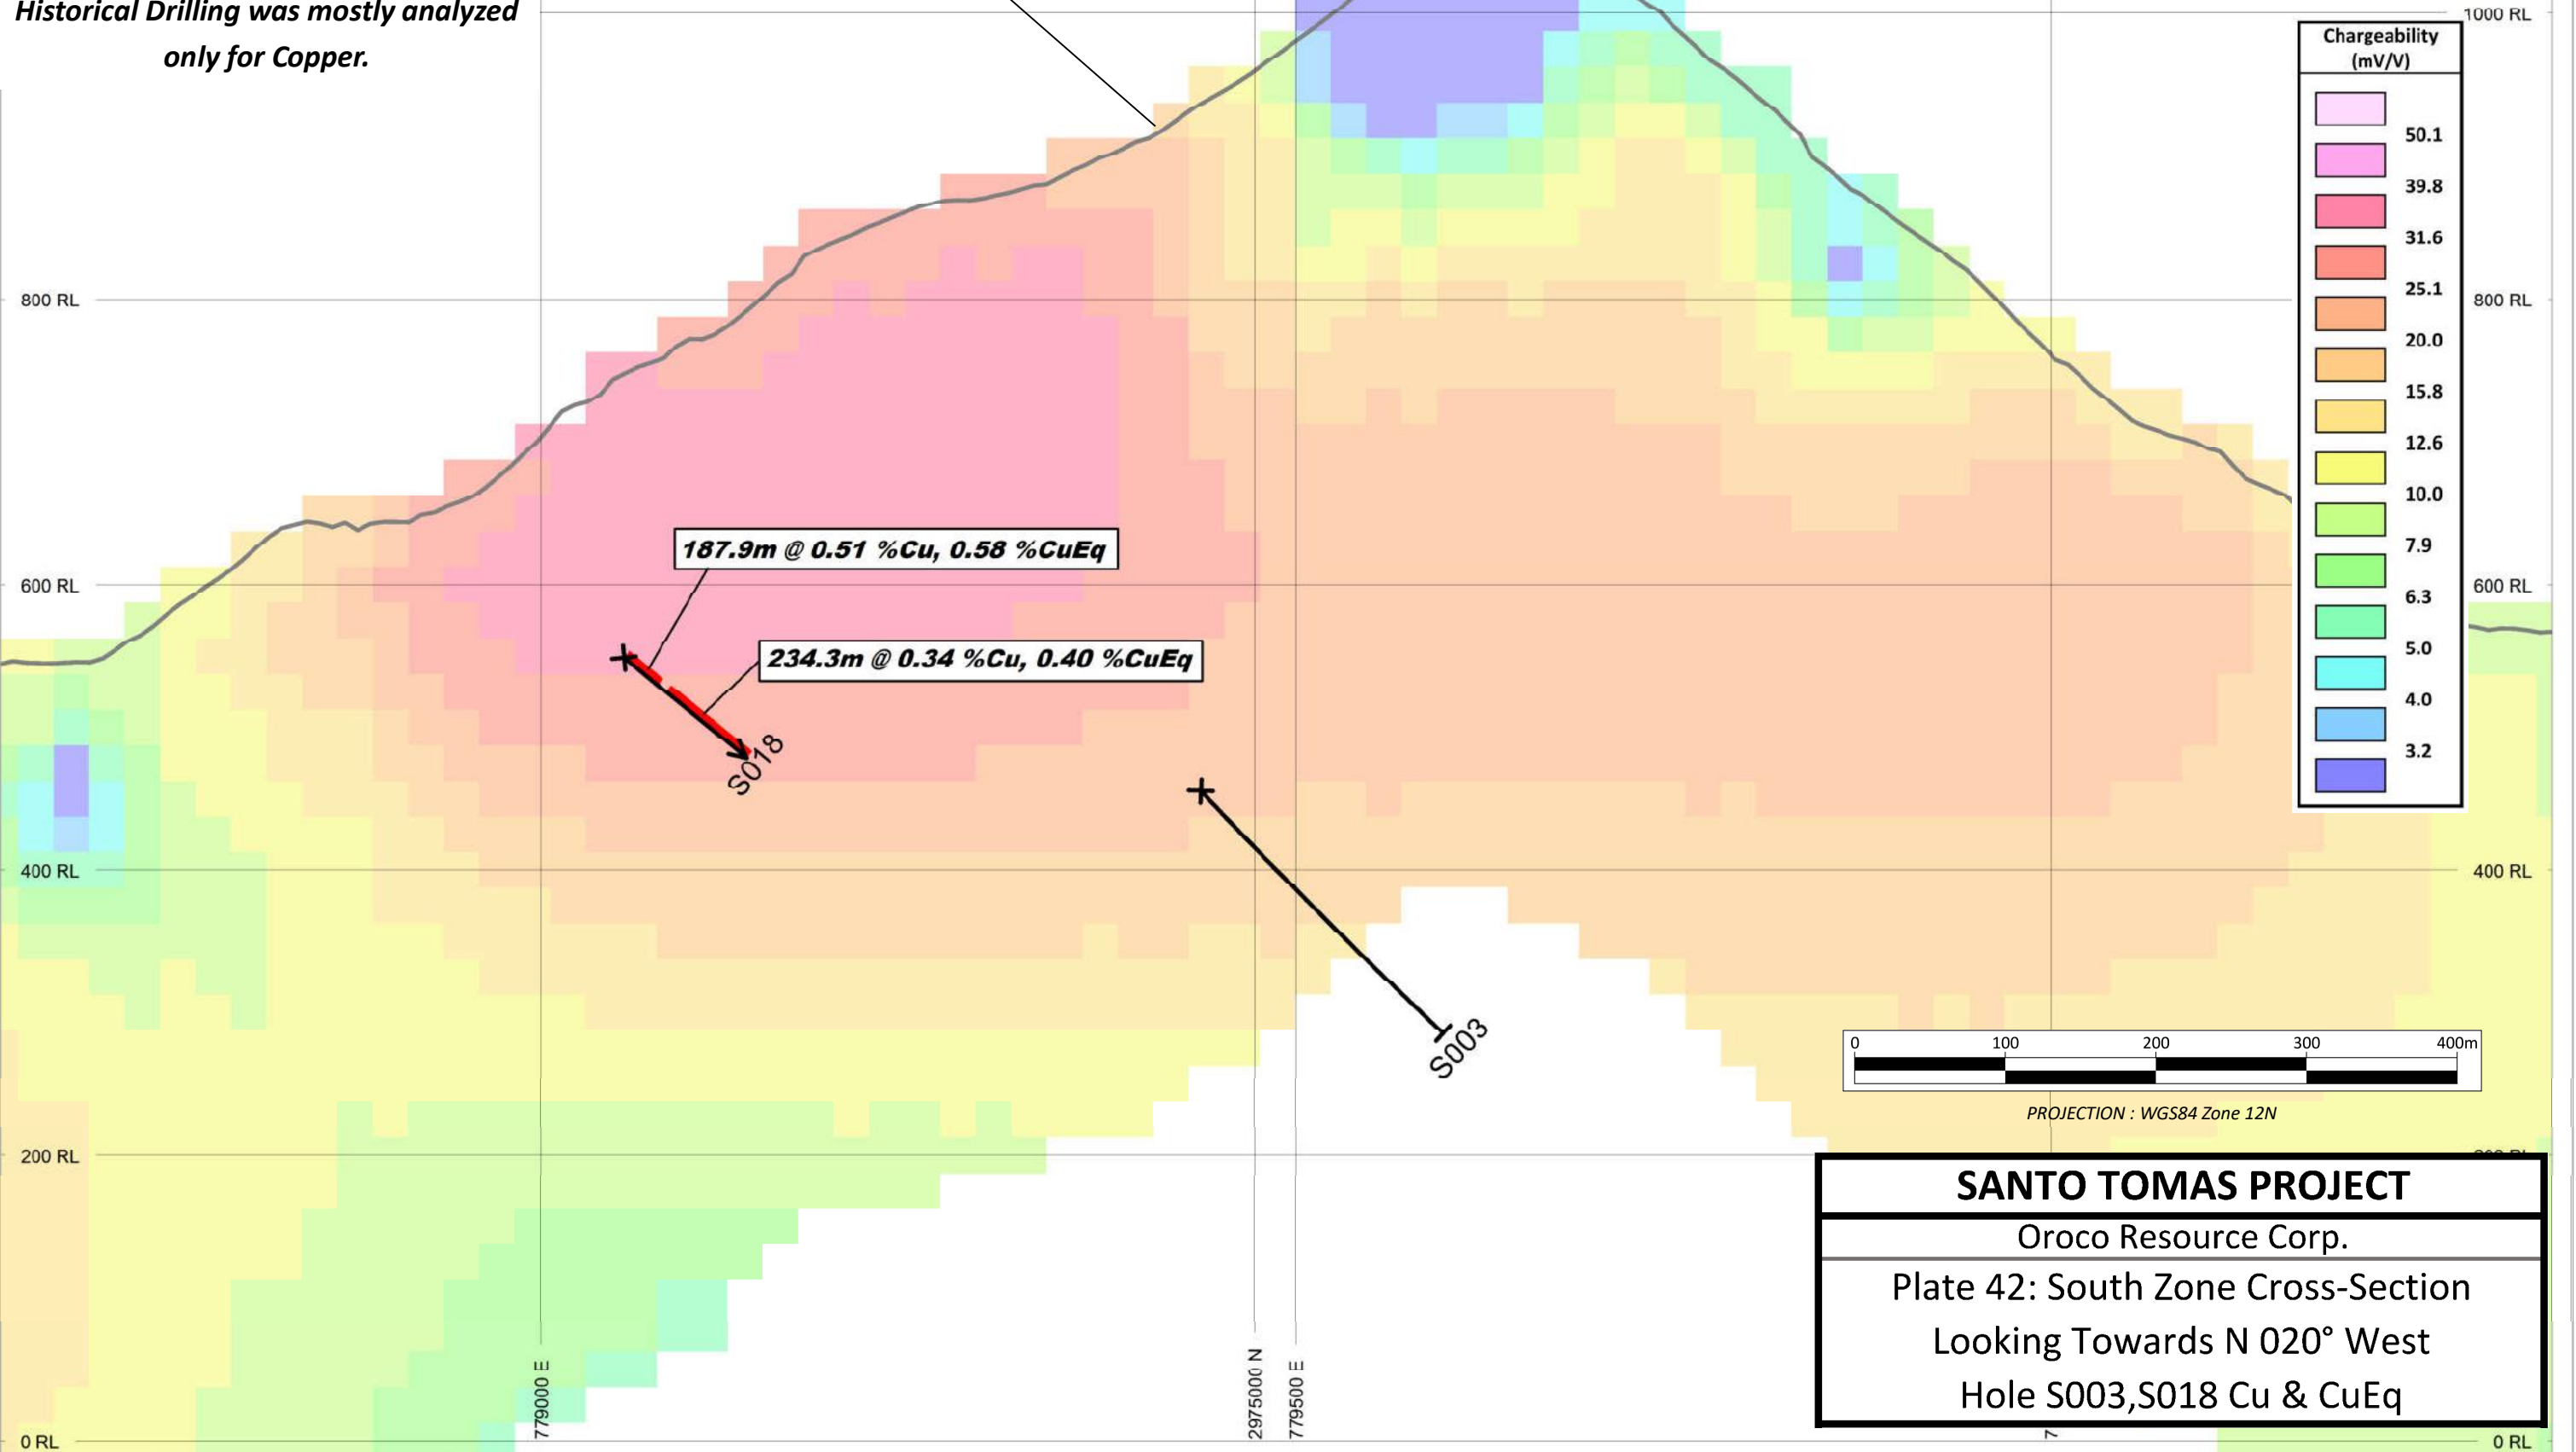 Historical Drilling was mostly analyzed
only for Copper.
1000 RL
Chargeability
(mV/V)
50.1
39.8
31.6
25.1
20.0
15.8
12.6
10.0
7.9
6.3
5.0
4.0
3.2
800 RL
800 RL
187.9m @ 0.51 %Cu, 0.58 %CuEq
600 RL
600 RL
234.3m @ 0.34 %Cu, 0.40 %CuEq
S018
400 RL
400 RL
S003
0 100 200 300 400m
PROJECTION : WGS84 Zone 12N
200 RL
SANTO TOMAS PROJECT
Oroco Resource Corp.
Plate 42: South Zone Cross-Section
Looking Towards N 020° West
Hole S003,S018 Cu & CuEq
779000 E
2975000 N
779500 E
7
0 RL
0 RL